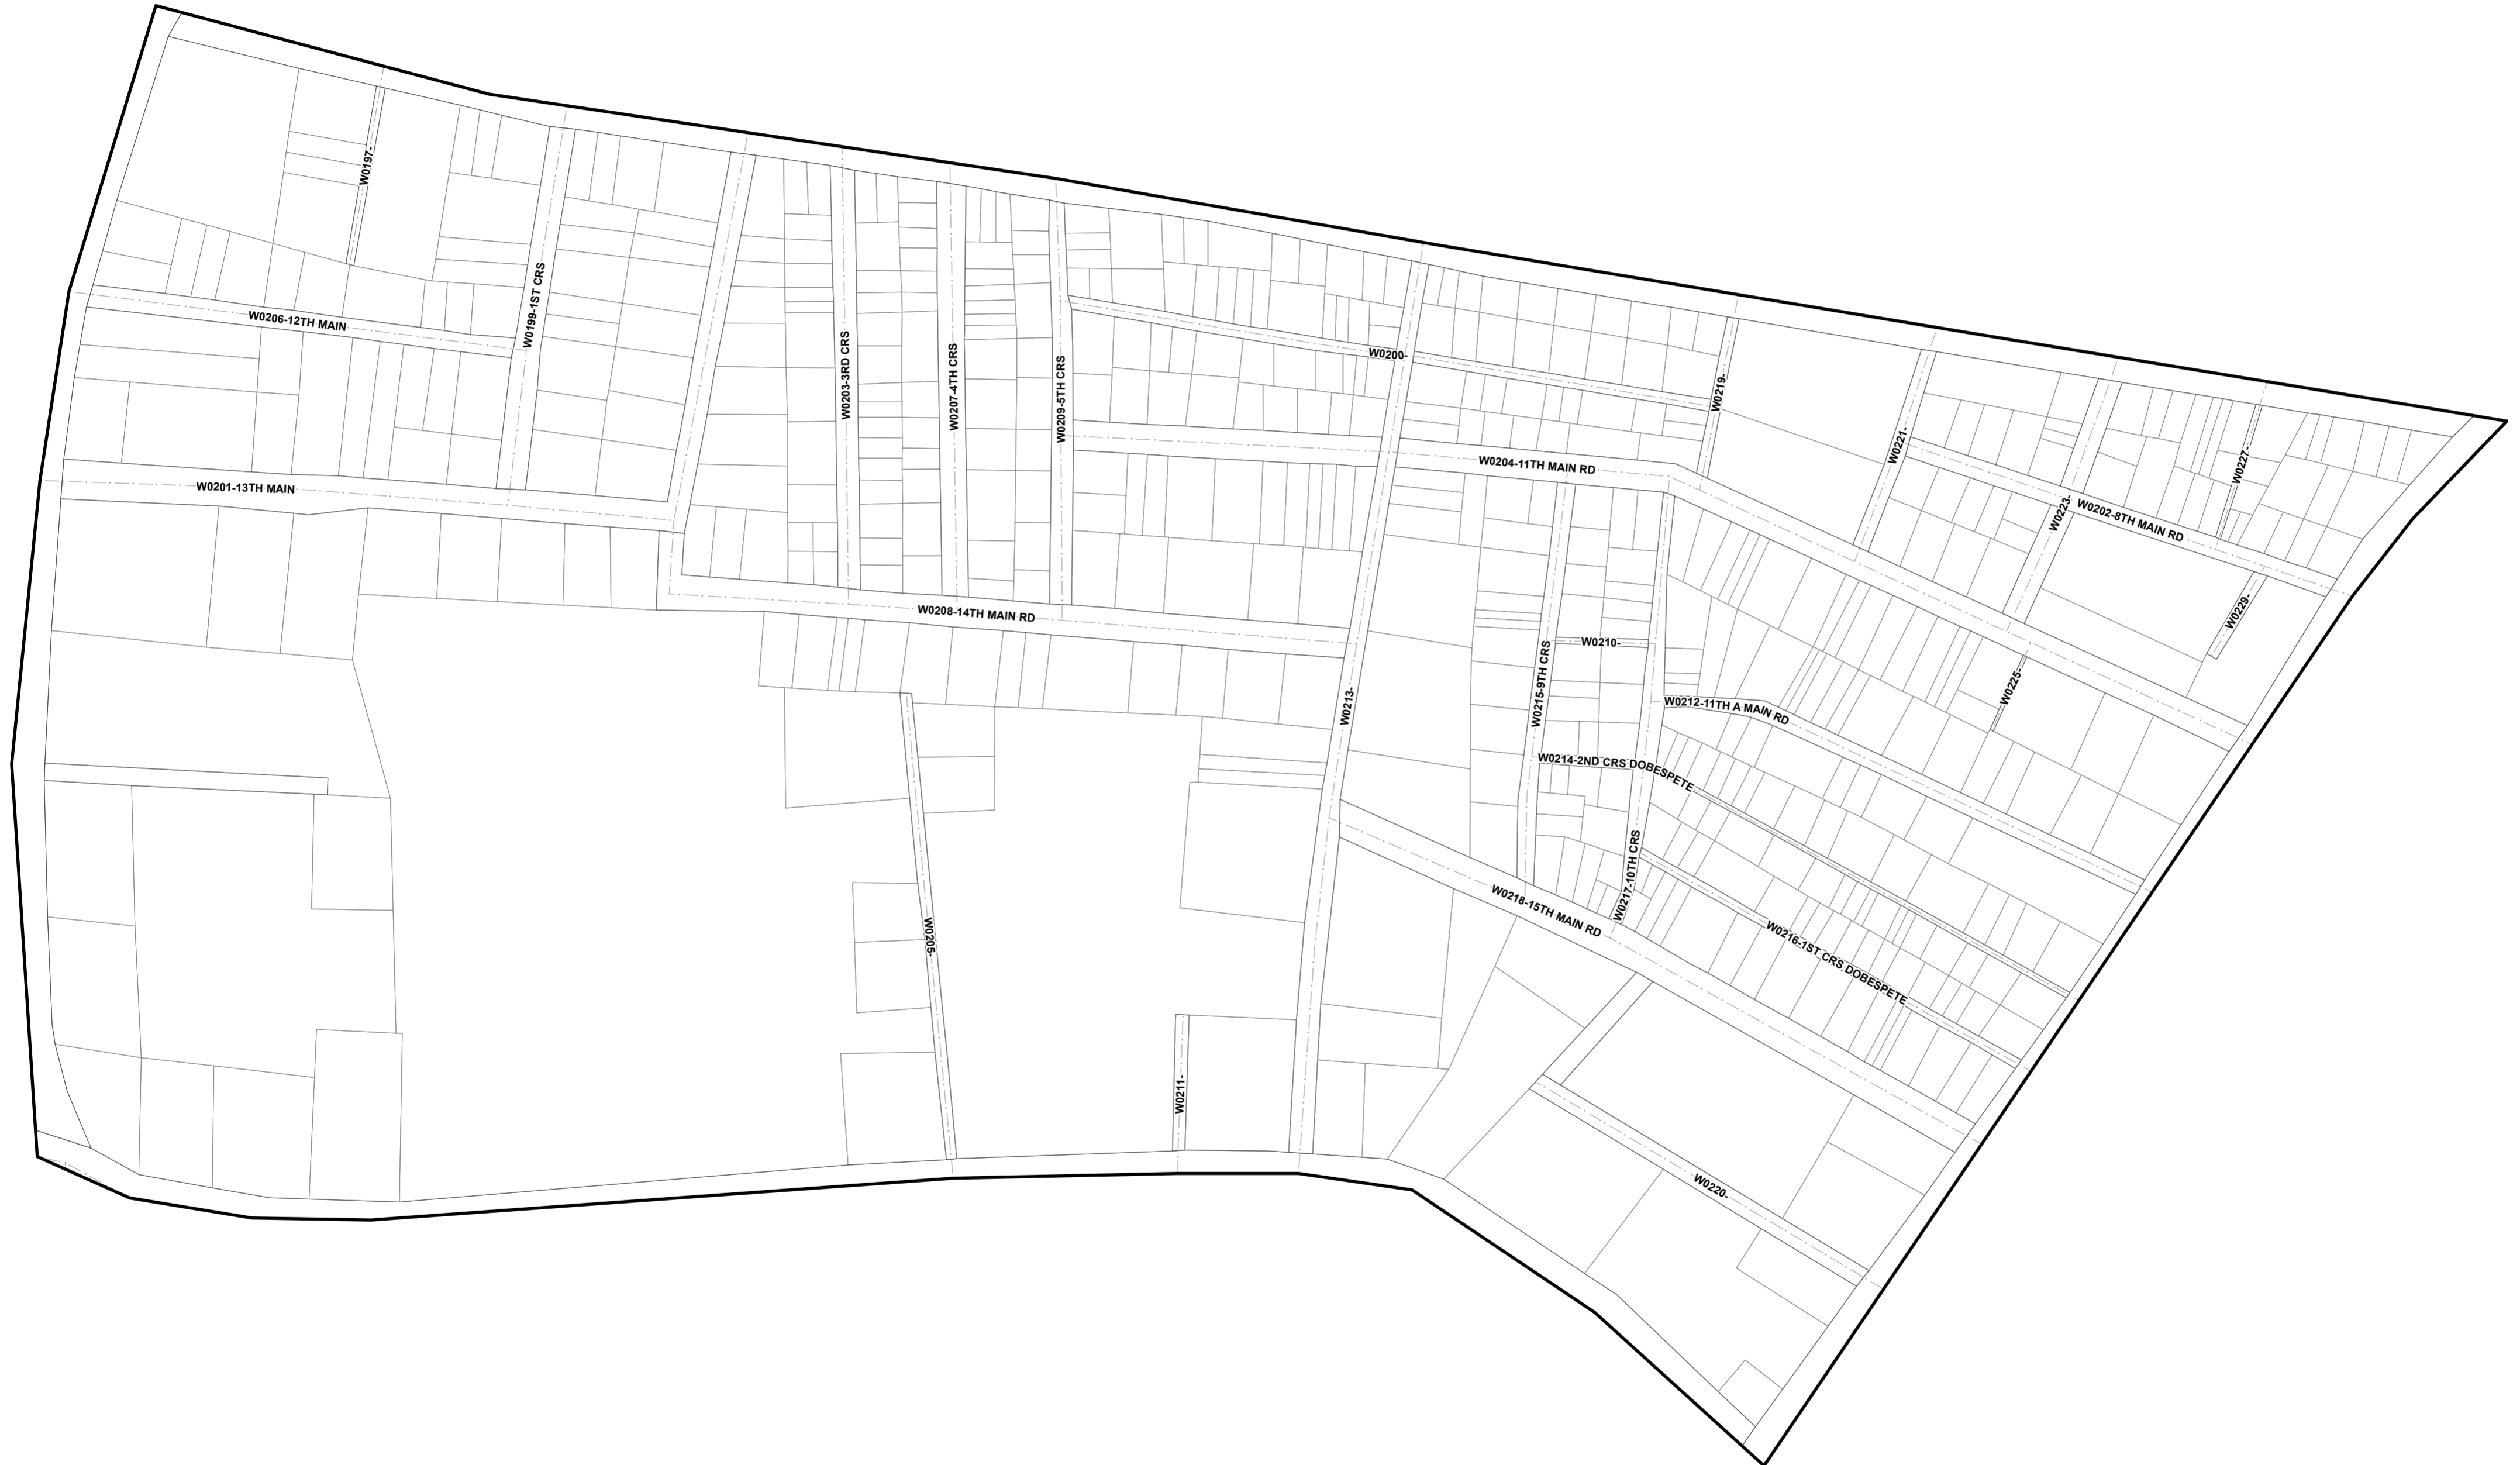 W0197-
W0199-1ST CRS
W0206-12TH MAIN
W0201-13TH MAIN
W0203-3RD CRS
W0207-4TH CRS
W0209-5TH CRS
W0200-
W0219-
W0204-11TH MAIN RD
W0221-
W0223-
W0227-
W0202-8TH MAIN RD
W0229-
W0208-14TH MAIN RD
W0213-
W0215-9TH CRS
W0210-
W0225-
W0212-11TH A MAIN RD
W0214-2ND CRS DOBESPETE
W0217-10TH CRS
W0218-15TH MAIN RD
W0216-1ST CRS DOBESPETE
W0205-
W0211-
W0220-